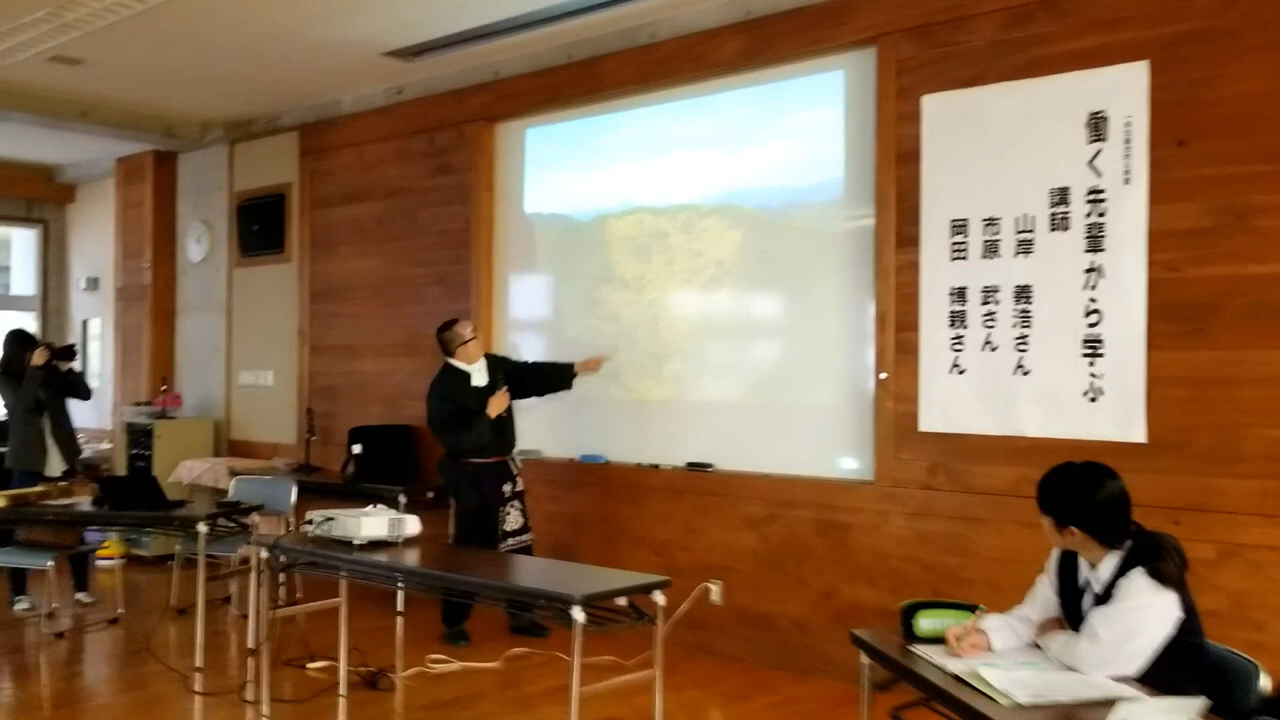 働く先輩から学ぶ
講師
山岸 義浩さん
市原 武さん
岡田 博親さん